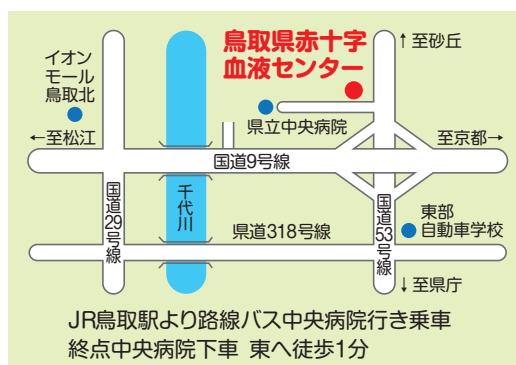 鳥取県赤十字
血液センター
↑至砂丘
イオン
モール
鳥取北
県立中央病院
←至松江
至京都→
国道9号線
国道29号線
千代川
国道53号線
東部
自動車学校
県道318号線
↓至県庁
JR鳥取駅より路線バス中央病院行き乗車
終点中央病院下車 東へ徒歩1分